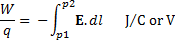 W/q = −∫_{p1}^{p2} E.dl J/C or V